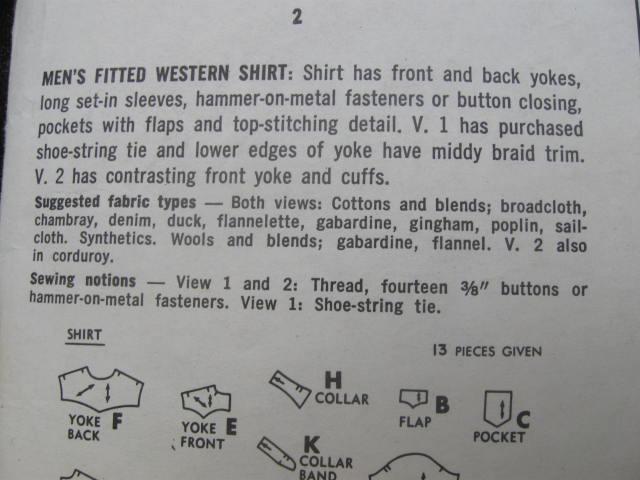 2
MEN'S FITTED WESTERN SHIRT: Shirt has front and back yokes,
long set-in sleeves, hammer-on-metal fasteners or button closing,
pockets with flaps and top-stitching detail. V. 1 has purchased
shoe-string tie and lower edges of yoke have middy braid trim.
V. 2 has contrasting front yoke and cuffs.
Suggested fabric types — Both views: Cottons and blends; broadcloth,
chambray, denim, duck, flannelette, gabardine, gingham, poplin, sail-
cloth. Synthetics. Wools and blends; gabardine, flannel. V. 2 also
in corduroy.
Sewing notions — View 1 and 2: Thread, fourteen 3/8" buttons or
hammer-on-metal fasteners. View 1: Shoe-string tie.
SHIRT
13 PIECES GIVEN
YOKE BACK F
YOKE FRONT E
H COLLAR
B FLAP
C POCKET
K COLLAR BAND